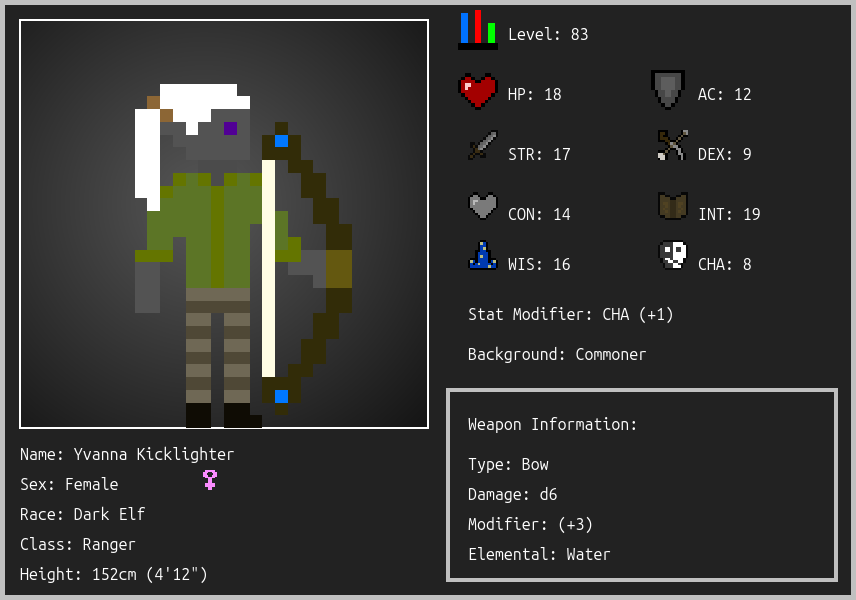 Level: 83
HP: 18
AC: 12
STR: 17
DEX: 9
CON: 14
INT: 19
WIS: 16
CHA: 8
Stat Modifier: CHA (+1)
Background: Commoner
Weapon Information:
Type: Bow
Damage: d6
Modifier: (+3)
Elemental: Water
Name: Yvanna Kicklighter
Sex: Female
Race: Dark Elf
Class: Ranger
Height: 152cm (4'12")